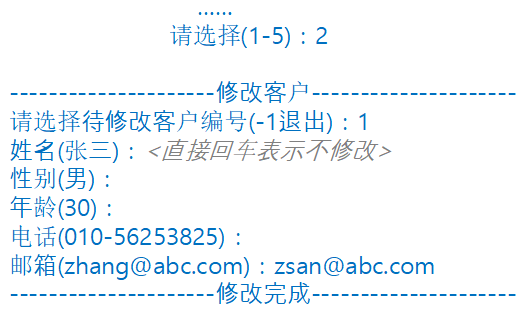 ......
请选择(1-5)：2
---------------------修改客户---------------------
请选择待修改客户编号(-1退出)：1
姓名(张三)：<直接回车表示不修改>
性别(男)：
年龄(30)：
电话(010-56253825)：
邮箱(zhang@abc.com)：zsan@abc.com
---------------------修改完成---------------------